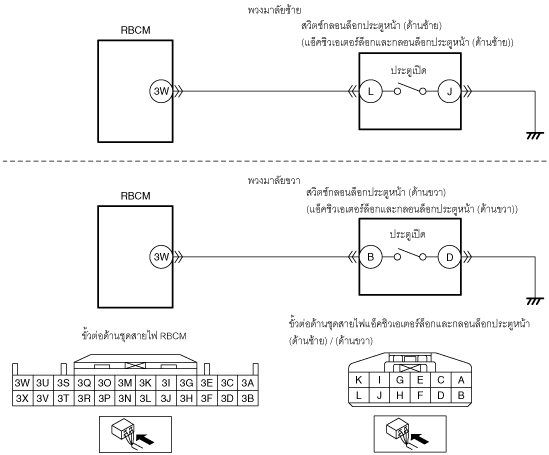 พวงมาลัยซ้าย
RBCM
สวิตช์กลอนล็อกประตูหน้า (ด้านซ้าย)
(แอ็คชิวเอเตอร์ล็อกและกลอนล็อกประตูหน้า (ด้านซ้าย))
ประตูเปิด
3W
L
J
พวงมาลัยขวา
RBCM
สวิตช์กลอนล็อกประตูหน้า (ด้านขวา)
(แอ็คชิวเอเตอร์ล็อกและกลอนล็อกประตูหน้า (ด้านขวา))
ประตูเปิด
3W
B
D
ขั้วต่อด้านชุดสายไฟ RBCM
3W 3U 3S 3Q 3O 3M 3K 3I 3G 3E 3C 3A
3X 3V 3T 3R 3P 3N 3L 3J 3H 3F 3D 3B
ขั้วต่อด้านชุดสายไฟแอ็คชิวเอเตอร์ล็อกและกลอนล็อกประตูหน้า
(ด้านซ้าย) / (ด้านขวา)
K I G E C A
L J H F D B